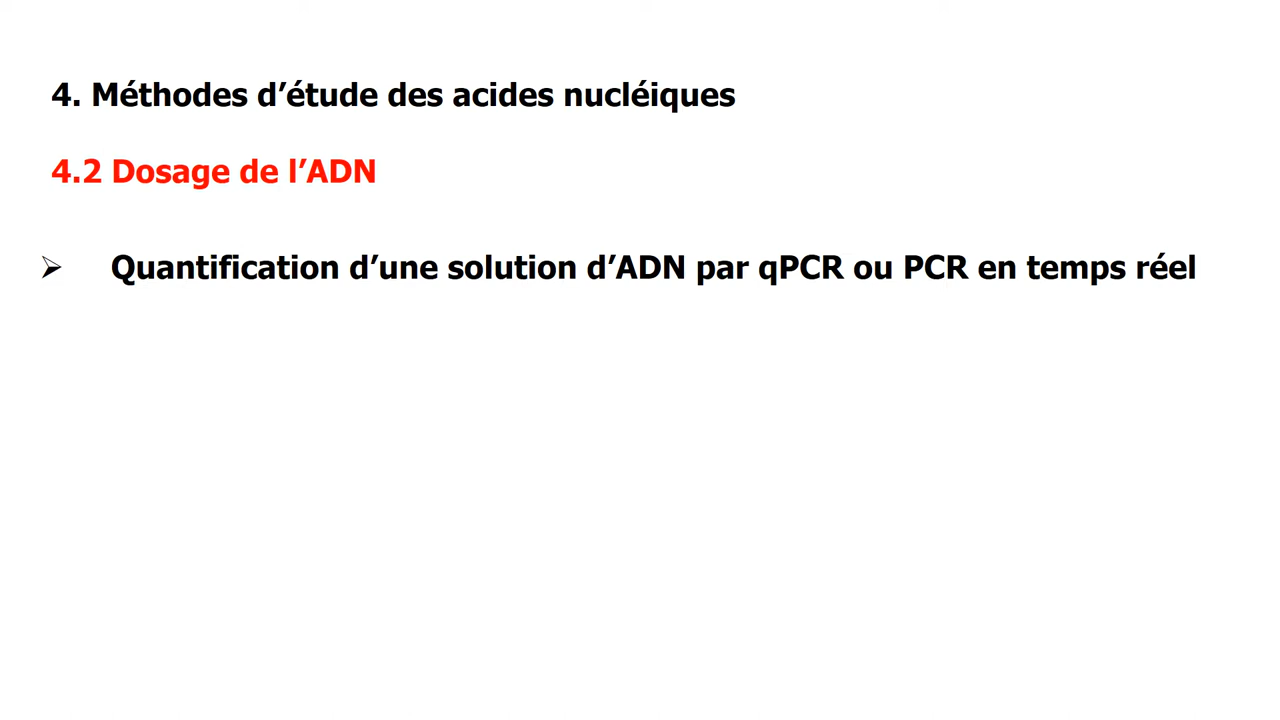 4. Méthodes d’étude des acides nucléiques
4.2 Dosage de l’ADN
➢ Quantification d’une solution d’ADN par qPCR ou PCR en temps réel